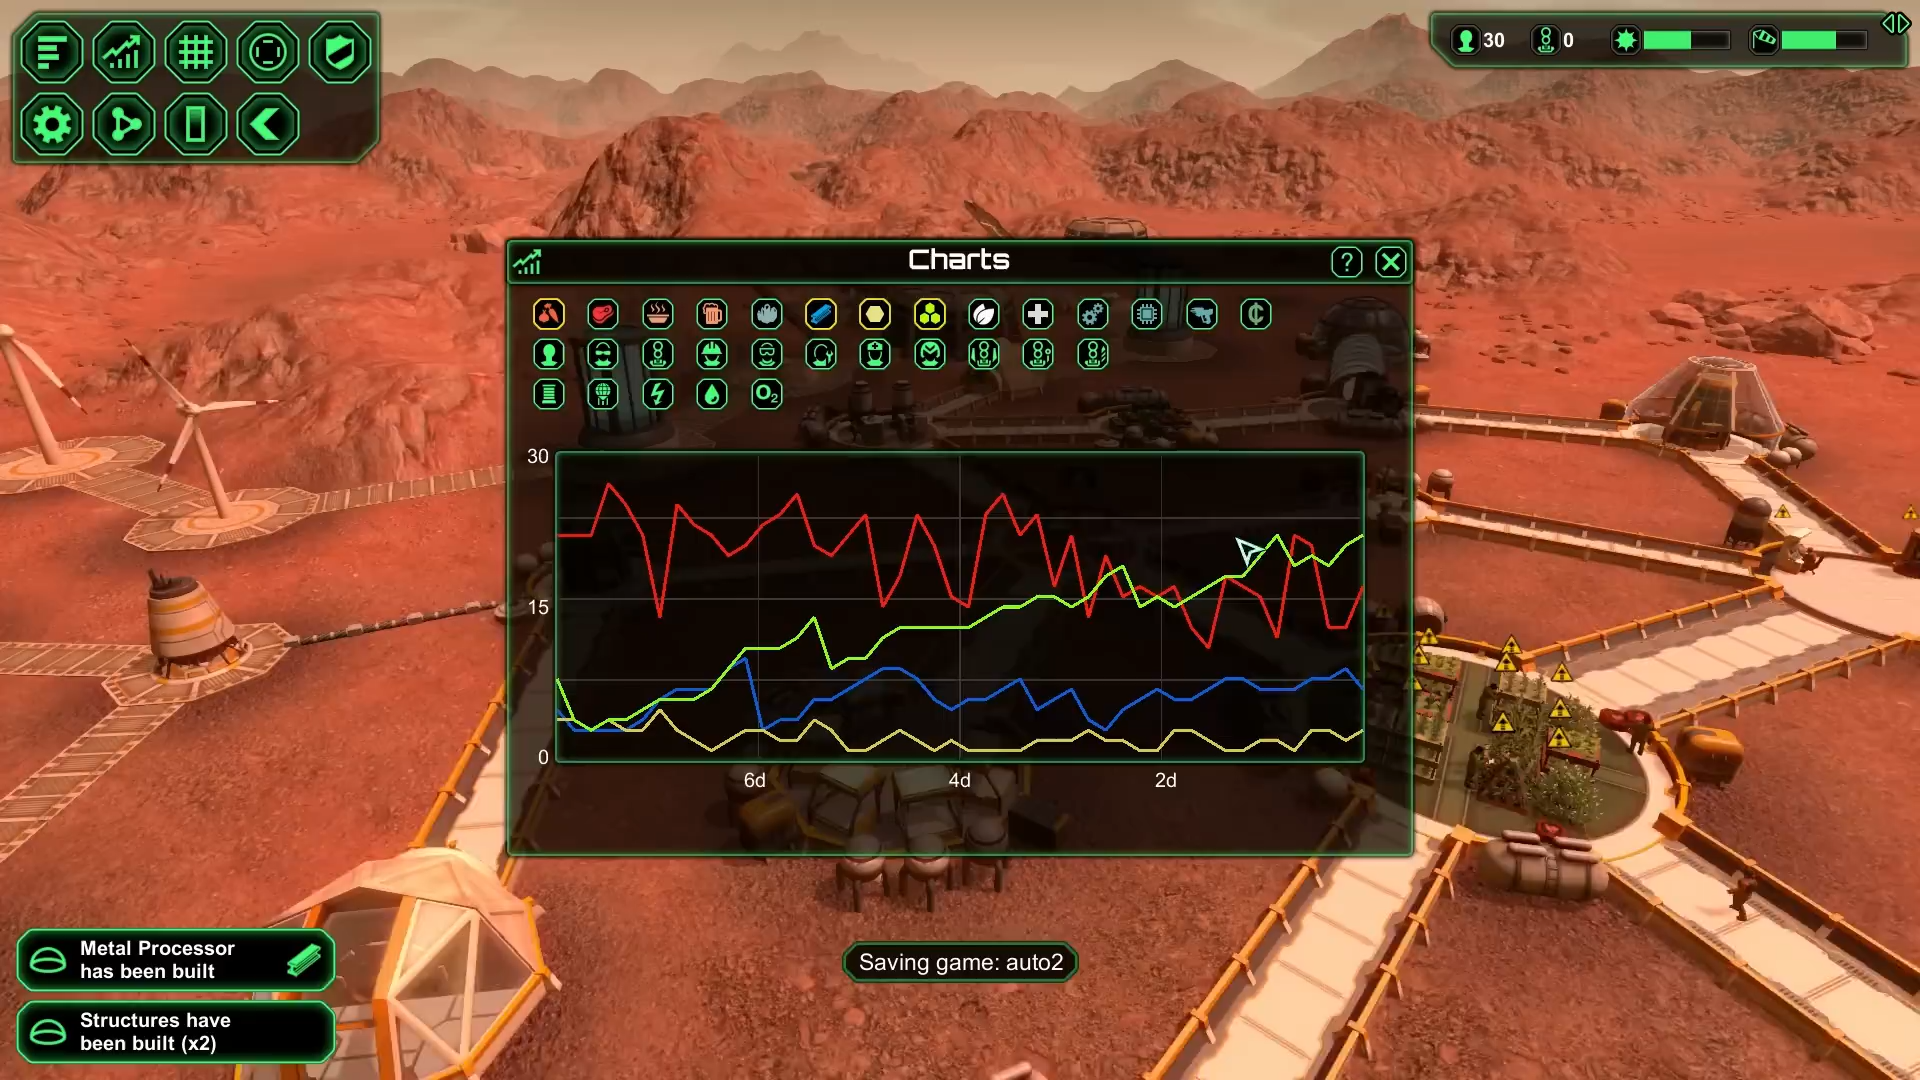 30
0
Charts
?
¢
O2
30
15
0
6d
4d
2d
Metal Processor
has been built
Structures have
been built (x2)
Saving game: auto2